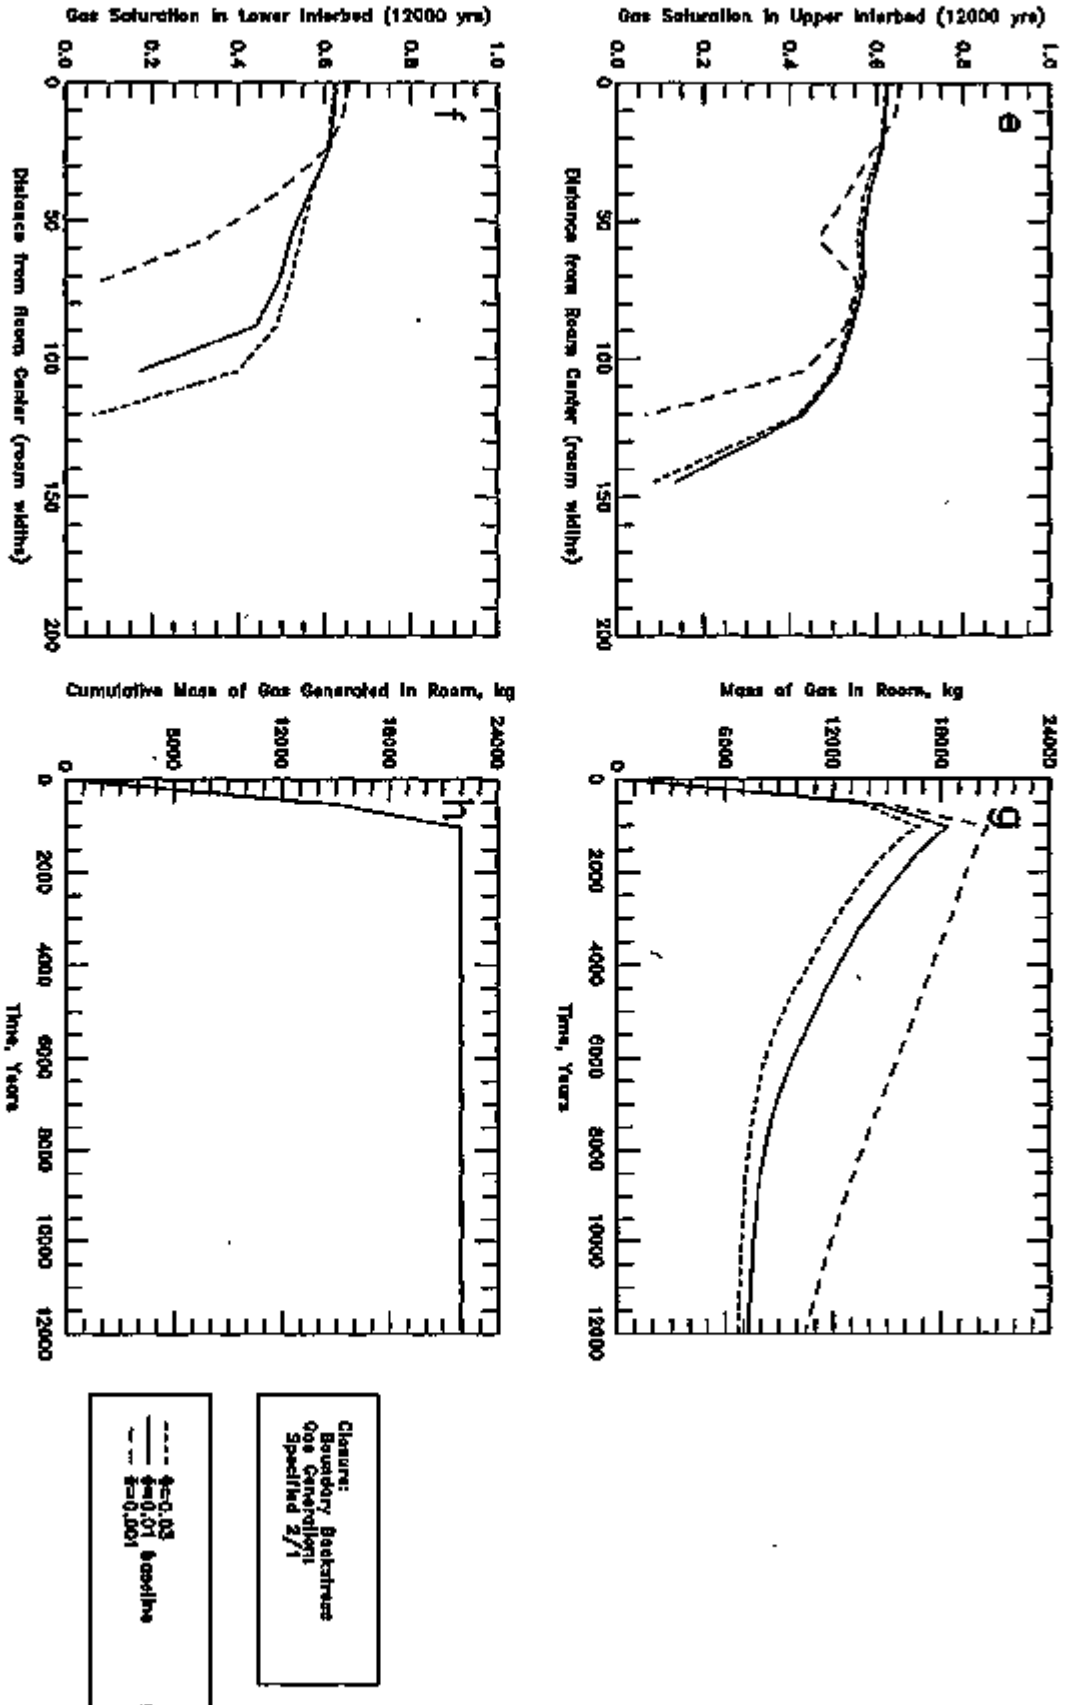 Gas Saturation in Upper Interbed (12000 yrs)
1.0
0.8
0.6
0.4
0.2
0.0
e
0
50
100
150
200
Distance from Room Center (room widths)
Mass of Gas in Room, kg
24000
18000
12000
6000
0
g
0
2000
4000
6000
8000
10000
12000
Time, Years
Gas Saturation in Lower Interbed (12000 yrs)
1.0
0.8
0.6
0.4
0.2
0.0
f
0
50
100
150
200
Distance from Room Center (room widths)
Cumulative Mass of Gas Generated in Room, kg
24000
18000
12000
6000
0
h
0
2000
4000
6000
8000
10000
12000
Time, Years
Closure:
Boundary Backstress
Gas Generation:
Specified 2/1
ϕ=0.03
ϕ=0.01 Baseline
ϕ=0.001